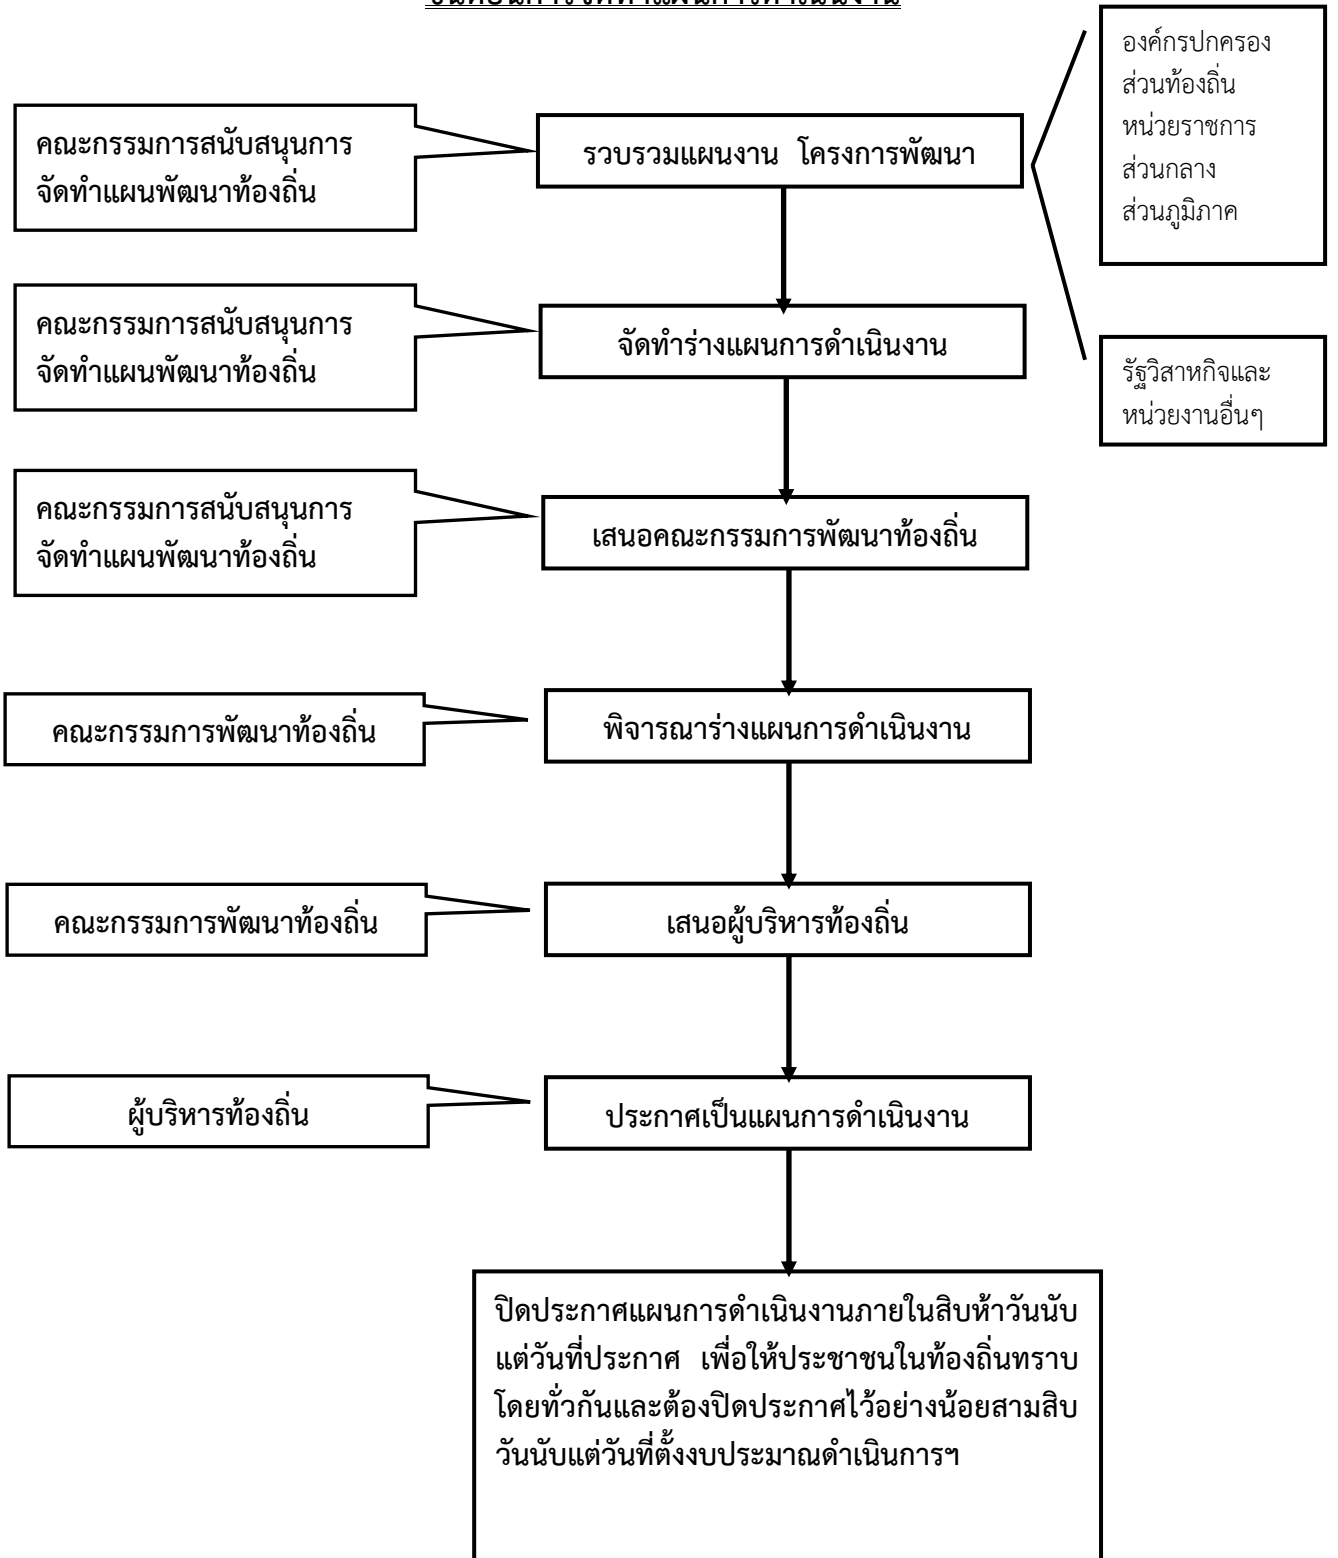 องค์กรปกครอง
ส่วนท้องถิ่น
หน่วยราชการ
ส่วนกลาง
ส่วนภูมิภาค
คณะกรรมการสนับสนุนการ
จัดทำแผนพัฒนาท้องถิ่น
รวบรวมแผนงาน โครงการพัฒนา
คณะกรรมการสนับสนุนการ
จัดทำแผนพัฒนาท้องถิ่น
จัดทำร่างแผนการดำเนินงาน
รัฐวิสาหกิจและ
หน่วยงานอื่นๆ
คณะกรรมการสนับสนุนการ
จัดทำแผนพัฒนาท้องถิ่น
เสนอคณะกรรมการพัฒนาท้องถิ่น
คณะกรรมการพัฒนาท้องถิ่น
พิจารณาร่างแผนการดำเนินงาน
คณะกรรมการพัฒนาท้องถิ่น
เสนอผู้บริหารท้องถิ่น
ผู้บริหารท้องถิ่น
ประกาศเป็นแผนการดำเนินงาน
ปิดประกาศแผนการดำเนินงานภายในสิบห้าวันนับ
แต่วันที่ประกาศ เพื่อให้ประชาชนในท้องถิ่นทราบ
โดยทั่วกันและต้องปิดประกาศไว้อย่างน้อยสามสิบ
วันนับแต่วันที่ตั้งงบประมาณดำเนินการฯ